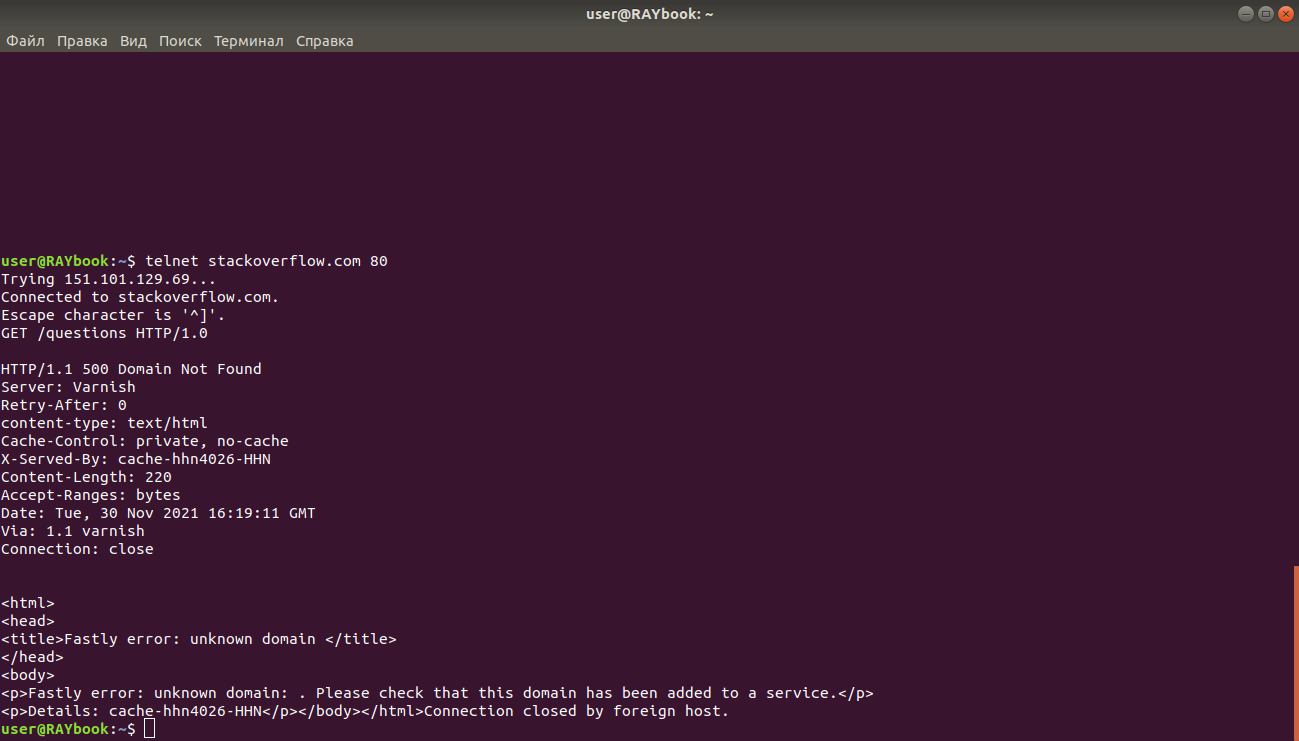 user@RAYbook: ~
Файл Правка Вид Поиск Терминал Справка
user@RAYbook:~$ telnet stackoverflow.com 80
Trying 151.101.129.69...
Connected to stackoverflow.com.
Escape character is '^]'.
GET /questions HTTP/1.0
HTTP/1.1 500 Domain Not Found
Server: Varnish
Retry-After: 0
content-type: text/html
Cache-Control: private, no-cache
X-Served-By: cache-hhn4026-HHN
Content-Length: 220
Accept-Ranges: bytes
Date: Tue, 30 Nov 2021 16:19:11 GMT
Via: 1.1 varnish
Connection: close
<html>
<head>
<title>Fastly error: unknown domain </title>
</head>
<body>
<p>Fastly error: unknown domain: . Please check that this domain has been added to a service.</p>
<p>Details: cache-hhn4026-HHN</p></body></html>Connection closed by foreign host.
user@RAYbook:~$